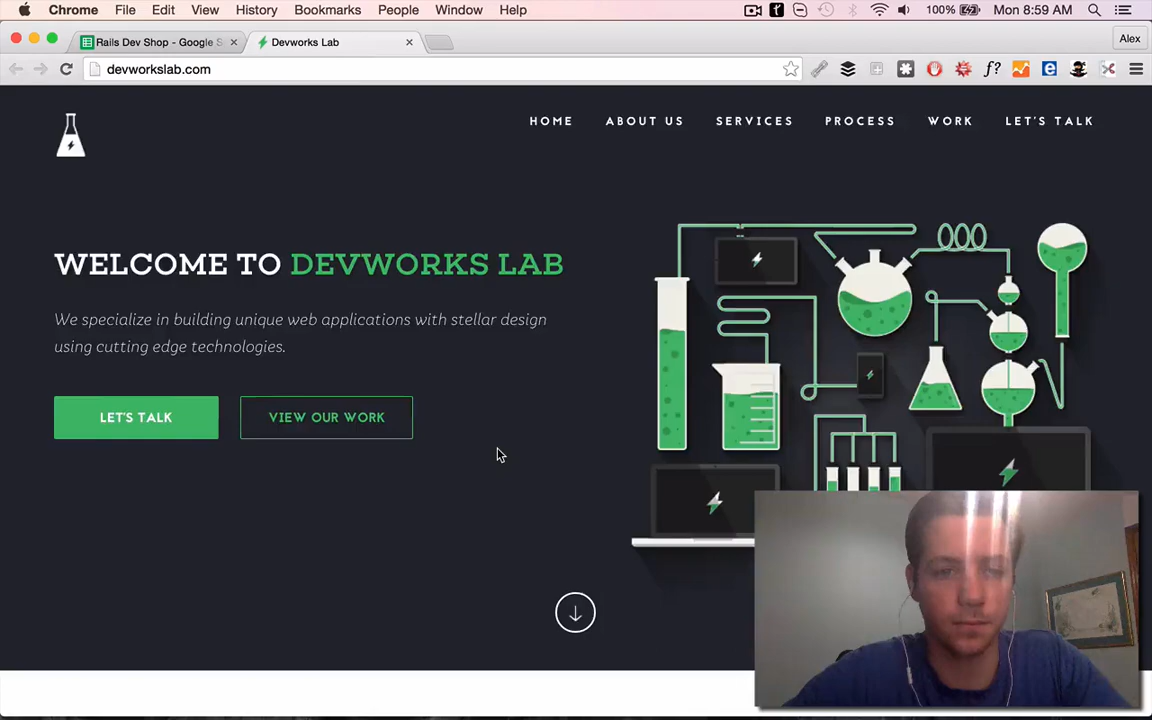 Chrome File Edit View History Bookmarks People Window Help 100% Mon 8:59 AM
Rails Dev Shop - Google S Devworks Lab Alex
devworkslab.com
HOME ABOUT US SERVICES PROCESS WORK LET'S TALK
WELCOME TO DEVWORKS LAB
We specialize in building unique web applications with stellar design
using cutting edge technologies.
LET'S TALK VIEW OUR WORK